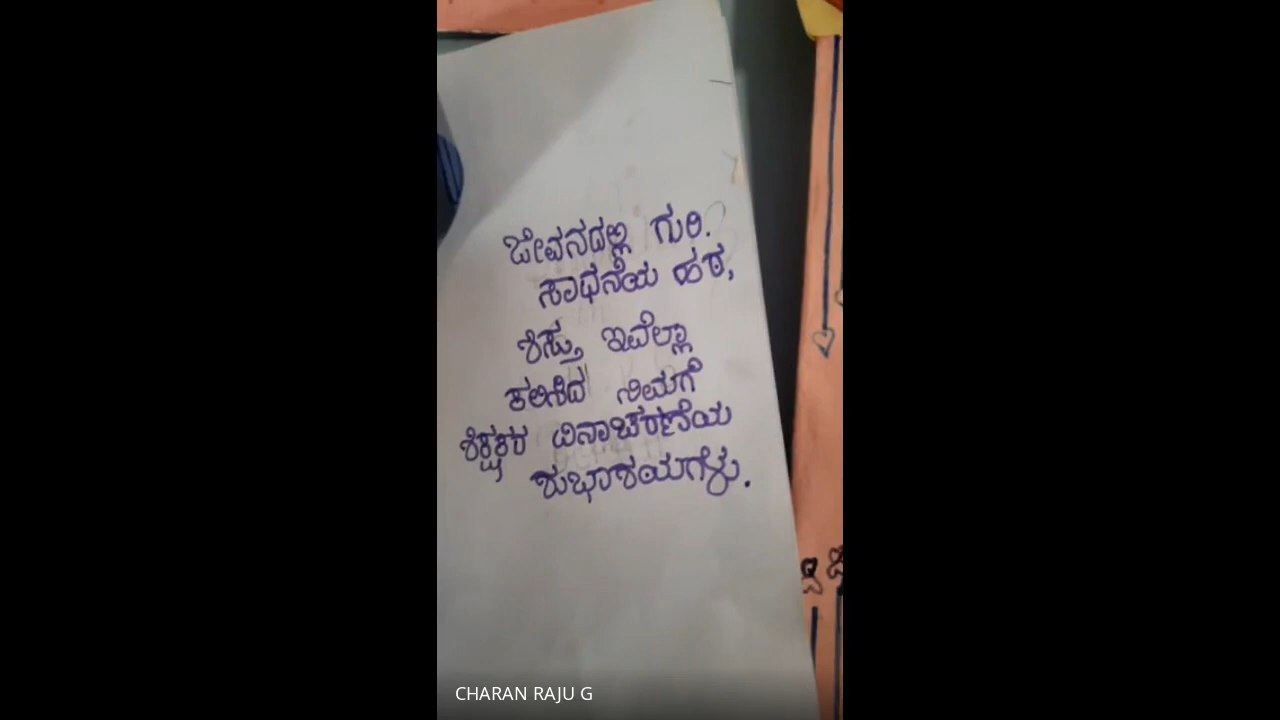 ಜೀವನದಲ್ಲಿ ಗುರಿ.
ಸಾಧನೆಯ ಹಠ,
ಶಿಸ್ತು ಇವೆಲ್ಲಾ
ಕಲಿಸಿದ ನಿಮಗೆ
ಶಿಕ್ಷಕರ ದಿನಾಚರಣೆಯ
ಶುಭಾಶಯಗಳು.
CHARAN RAJU G